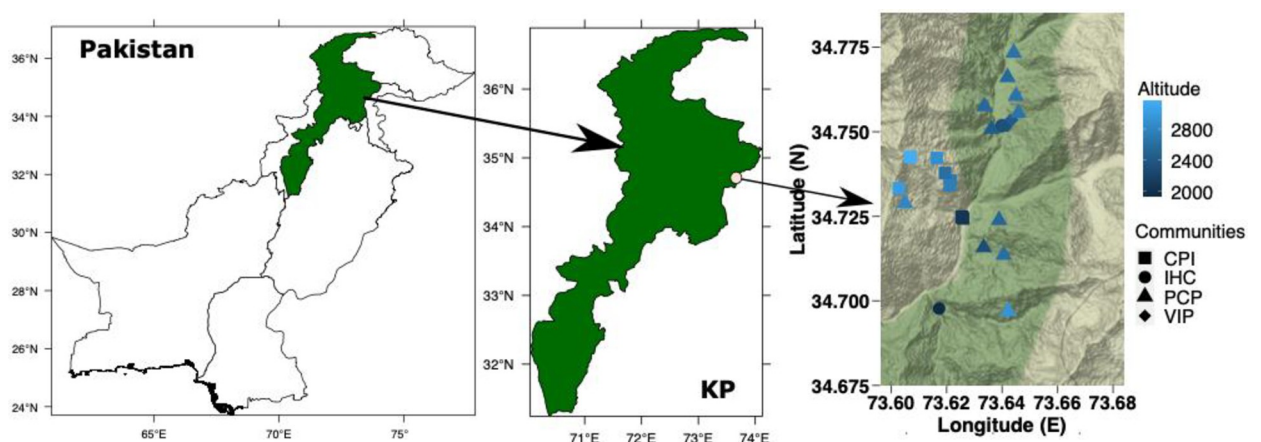 Pakistan
36°N
34°N
32°N
30°N
28°N
26°N
24°N
65°E
70°E
75°
KP
36°N
35°N
34°N
33°N
32°N
71°E
72°E
73°E
74°E
Latitude (N)
34.775
34.750
34.725
34.700
34.675
73.60 73.62 73.64 73.66 73.68
Longitude (E)
Altitude
2800
2400
2000
Communities
CPI
IHC
PCP
VIP